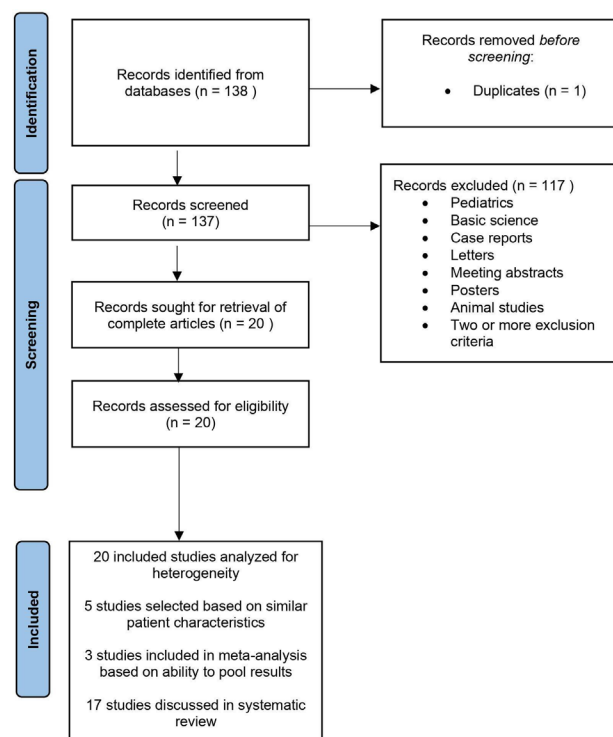 Identification
Records identified from
databases (n = 138 )
Records removed before
screening:
• Duplicates (n = 1)
Screening
Records screened
(n = 137)
Records excluded (n = 117 )
• Pediatrics
• Basic science
• Case reports
• Letters
• Meeting abstracts
• Posters
• Animal studies
• Two or more exclusion
criteria
Records sought for retrieval of
complete articles (n = 20 )
Records assessed for eligibility
(n = 20)
Included
20 included studies analyzed for
heterogeneity
5 studies selected based on similar
patient characteristics
3 studies included in meta-analysis
based on ability to pool results
17 studies discussed in systematic
review